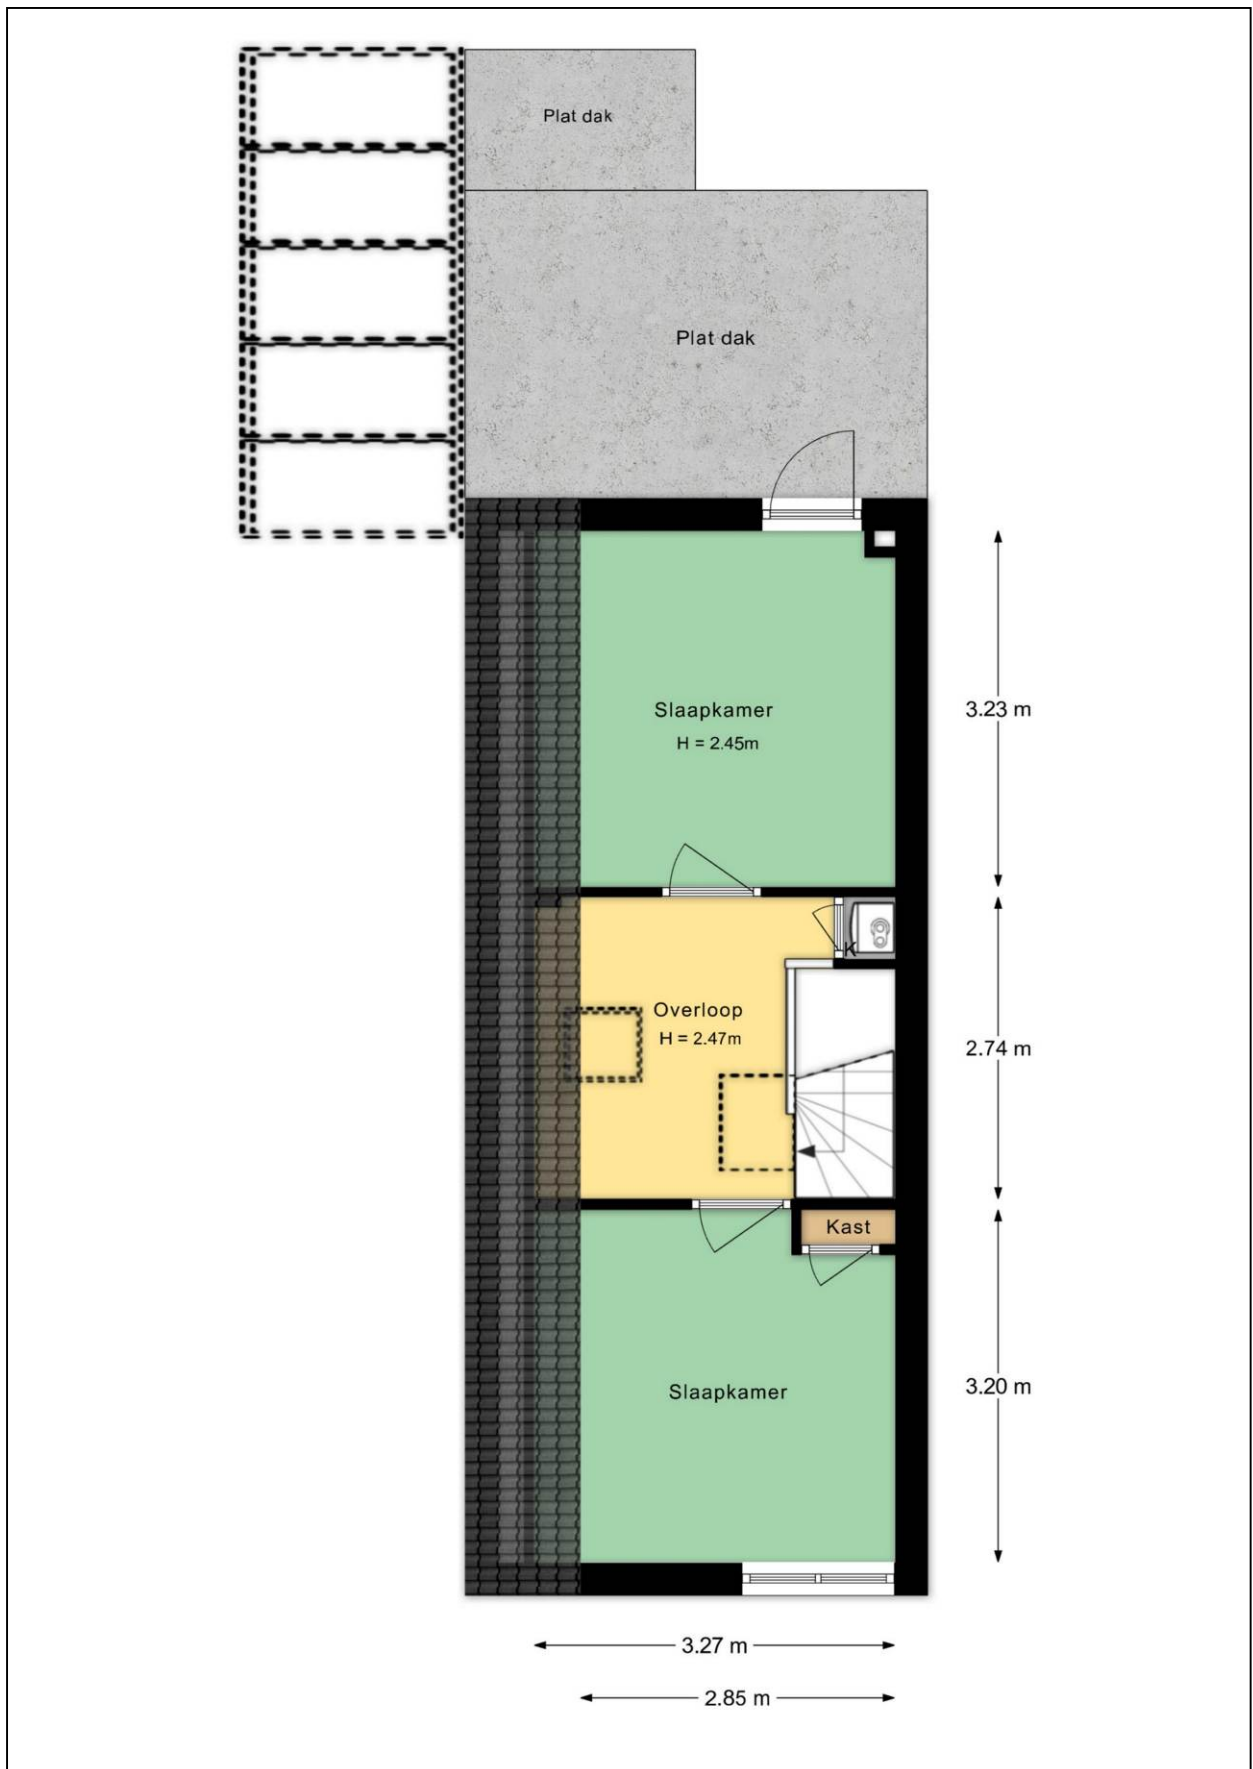 Plat dak
Plat dak
Slaapkamer
H = 2.45m
3.23 m
K
Overloop
H = 2.47m
2.74 m
Kast
Slaapkamer
3.20 m
3.27 m
2.85 m